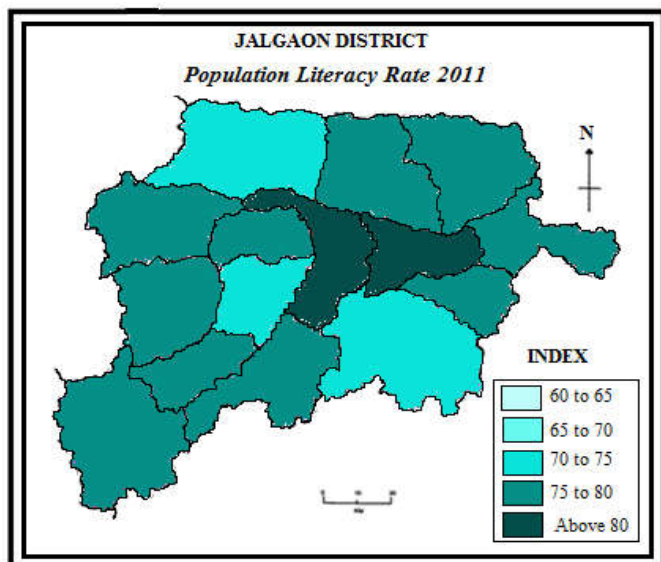 JALGAON DISTRICT
Population Literacy Rate 2011
N
INDEX
60 to 65
65 to 70
70 to 75
75 to 80
Above 80